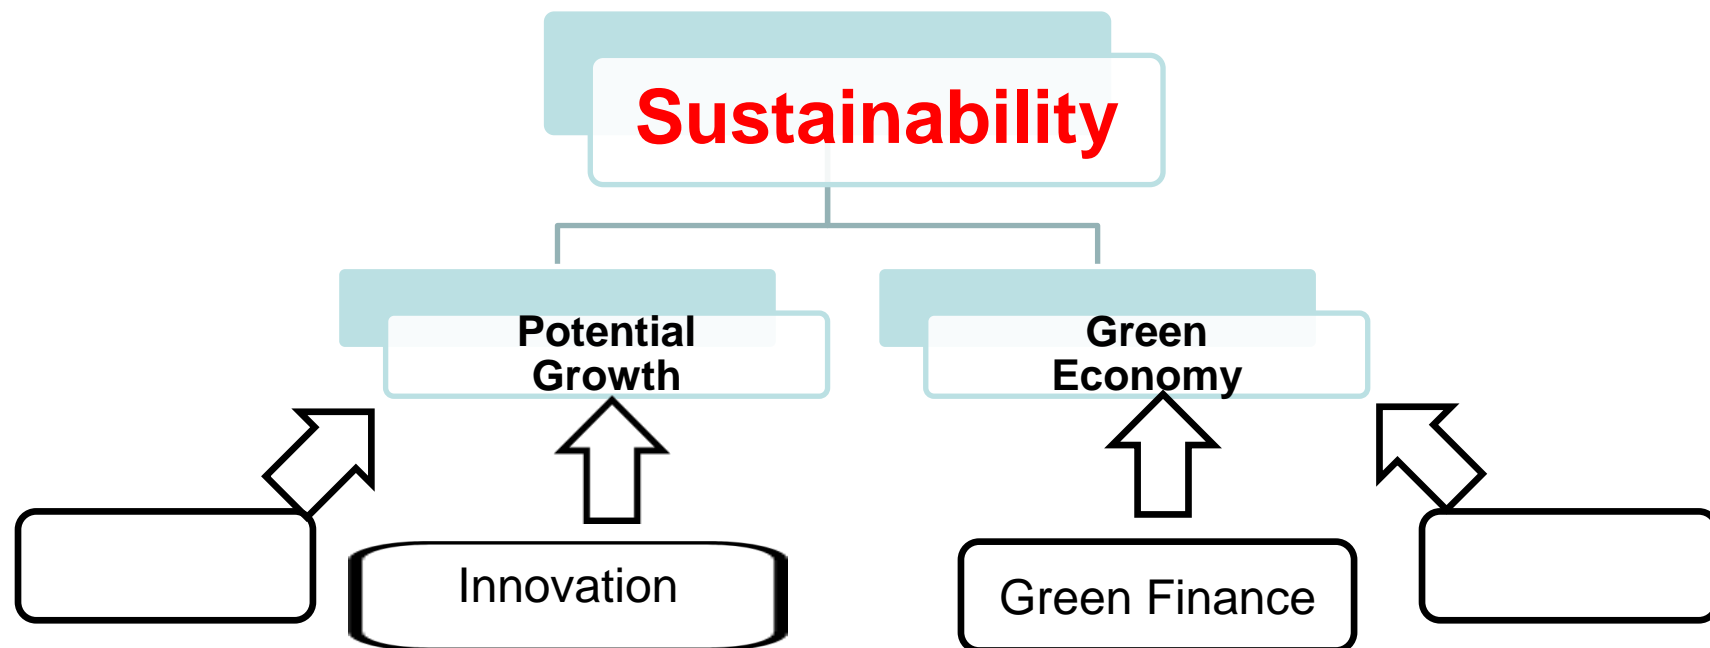 Sustainability
Potential
Growth
Green
Economy
Innovation
Green Finance